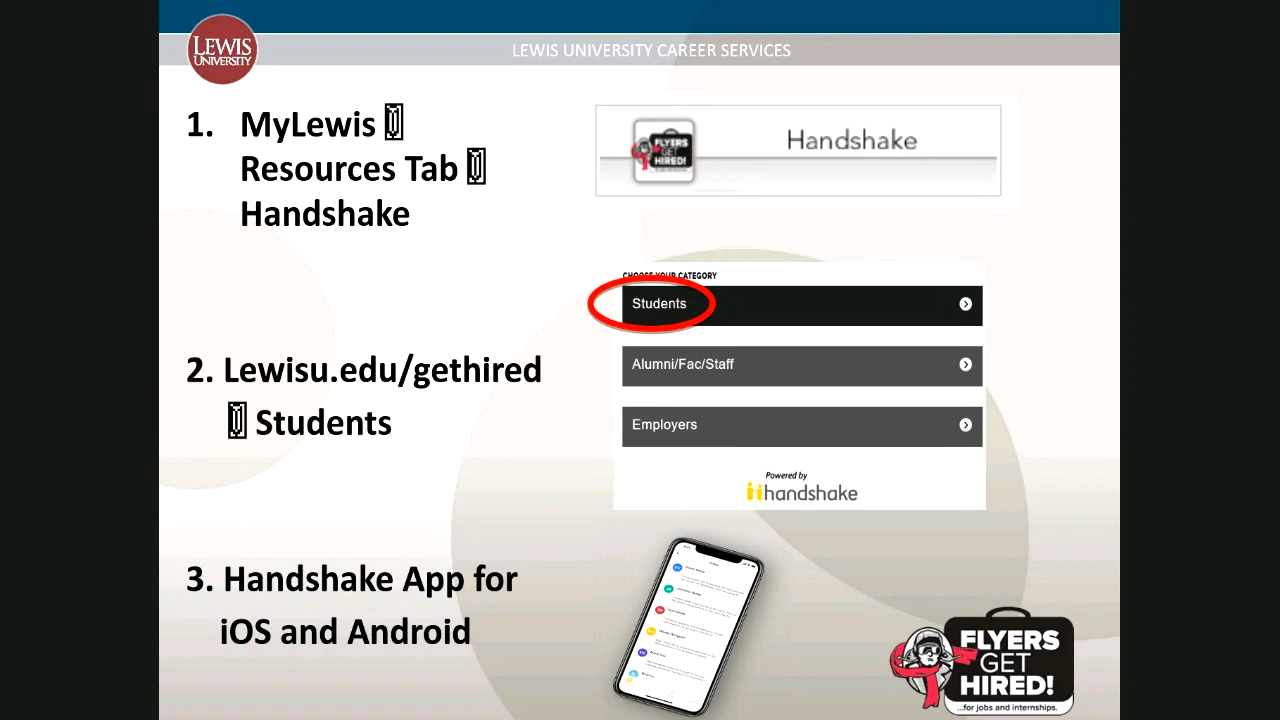 LEWIS UNIVERSITY
LEWIS UNIVERSITY CAREER SERVICES
1. MyLewis
Resources Tab
Handshake
FLYERS
GET
HIRED!
Handshake
CHOOSE YOUR CATEGORY
Students
Alumni/Fac/Staff
Employers
Powered by
handshake
2. Lewisu.edu/gethired
Students
3. Handshake App for
iOS and Android
FLYERS
GET
HIRED!
...for jobs and internships.